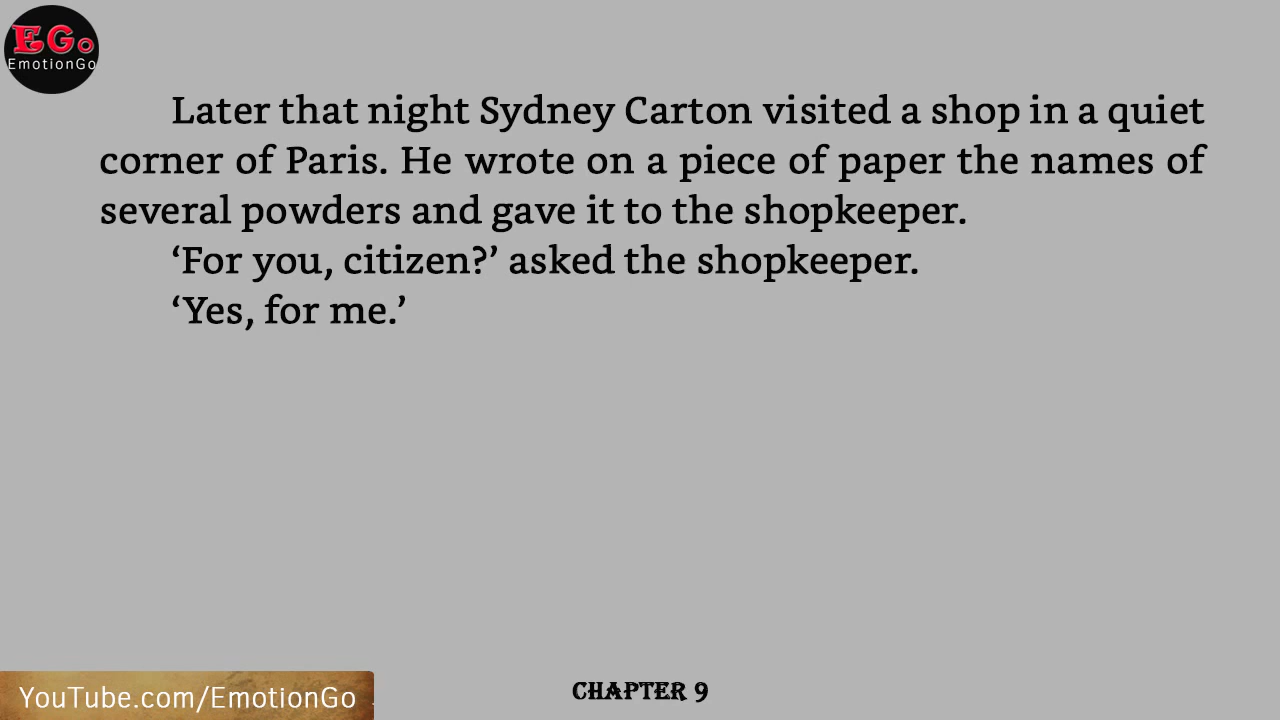 EGo
EmotionGo
Later that night Sydney Carton visited a shop in a quiet
corner of Paris. He wrote on a piece of paper the names of
several powders and gave it to the shopkeeper.
‘For you, citizen?’ asked the shopkeeper.
‘Yes, for me.’
YouTube.com/EmotionGo
CHAPTER 9